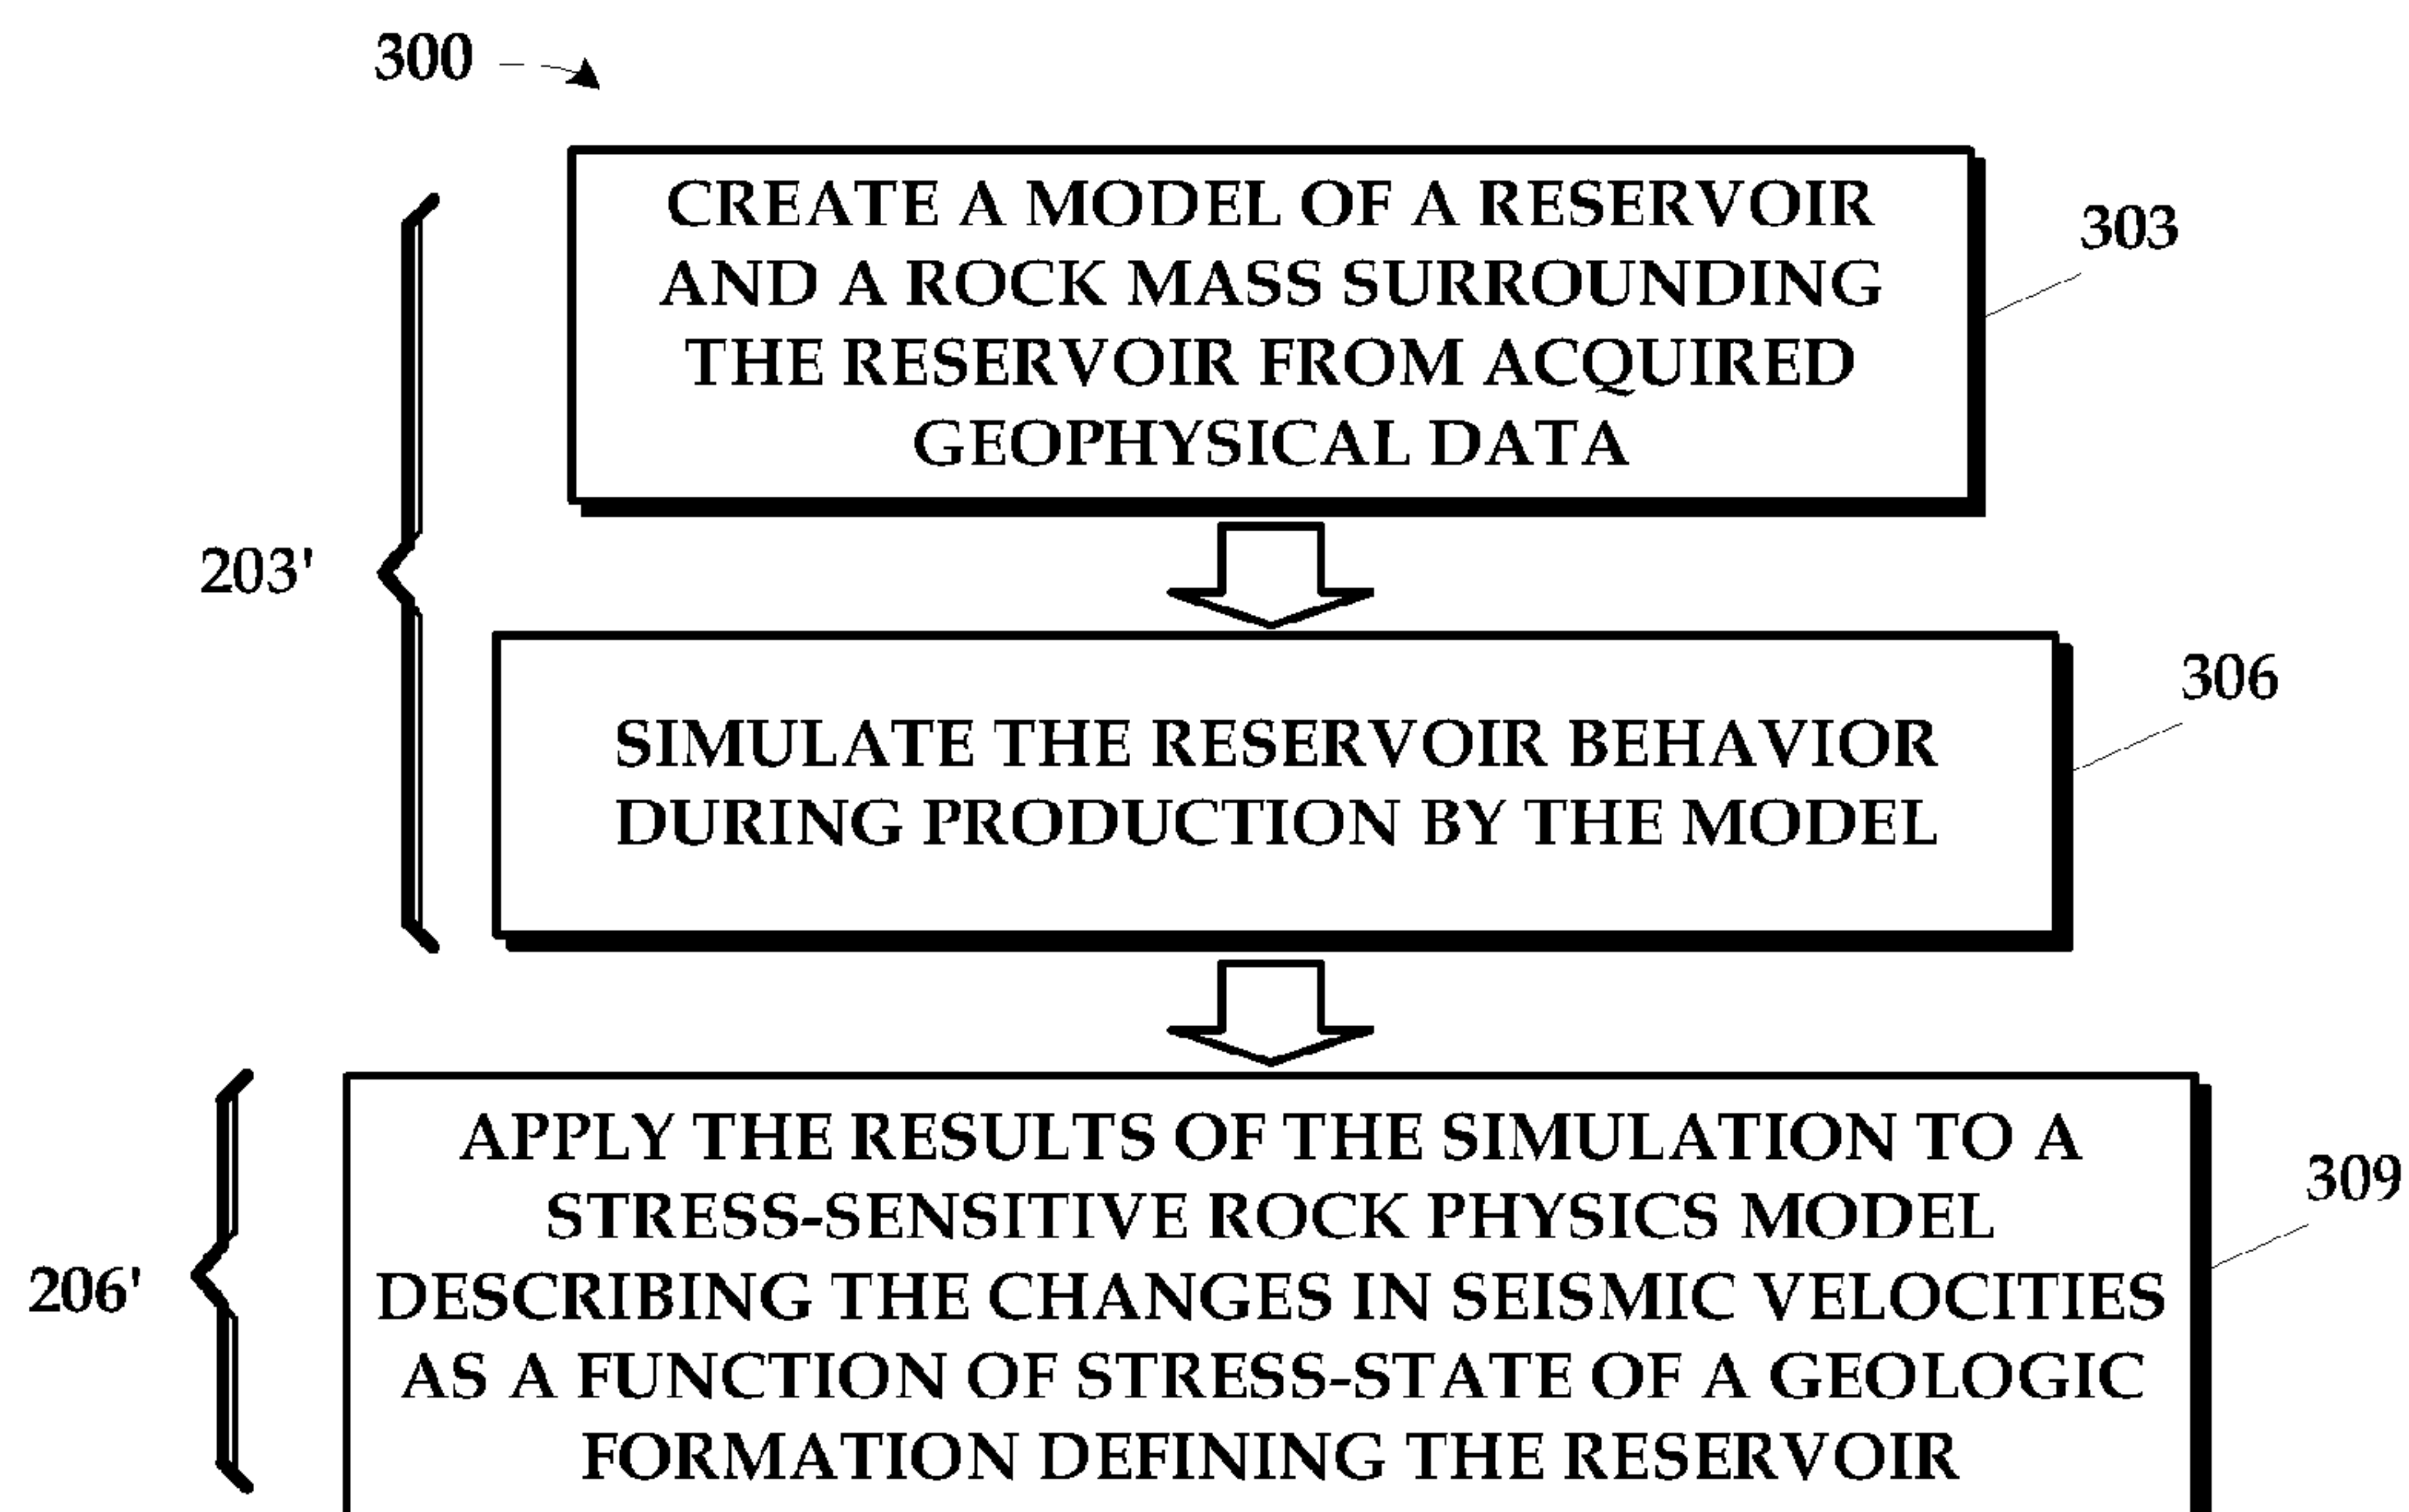 300
CREATE A MODEL OF A RESERVOIR
AND A ROCK MASS SURROUNDING
THE RESERVOIR FROM ACQUIRED
GEOPHYSICAL DATA
303
203'
SIMULATE THE RESERVOIR BEHAVIOR
DURING PRODUCTION BY THE MODEL
306
APPLY THE RESULTS OF THE SIMULATION TO A
STRESS-SENSITIVE ROCK PHYSICS MODEL
DESCRIBING THE CHANGES IN SEISMIC VELOCITIES
AS A FUNCTION OF STRESS-STATE OF A GEOLOGIC
FORMATION DEFINING THE RESERVOIR
309
206'